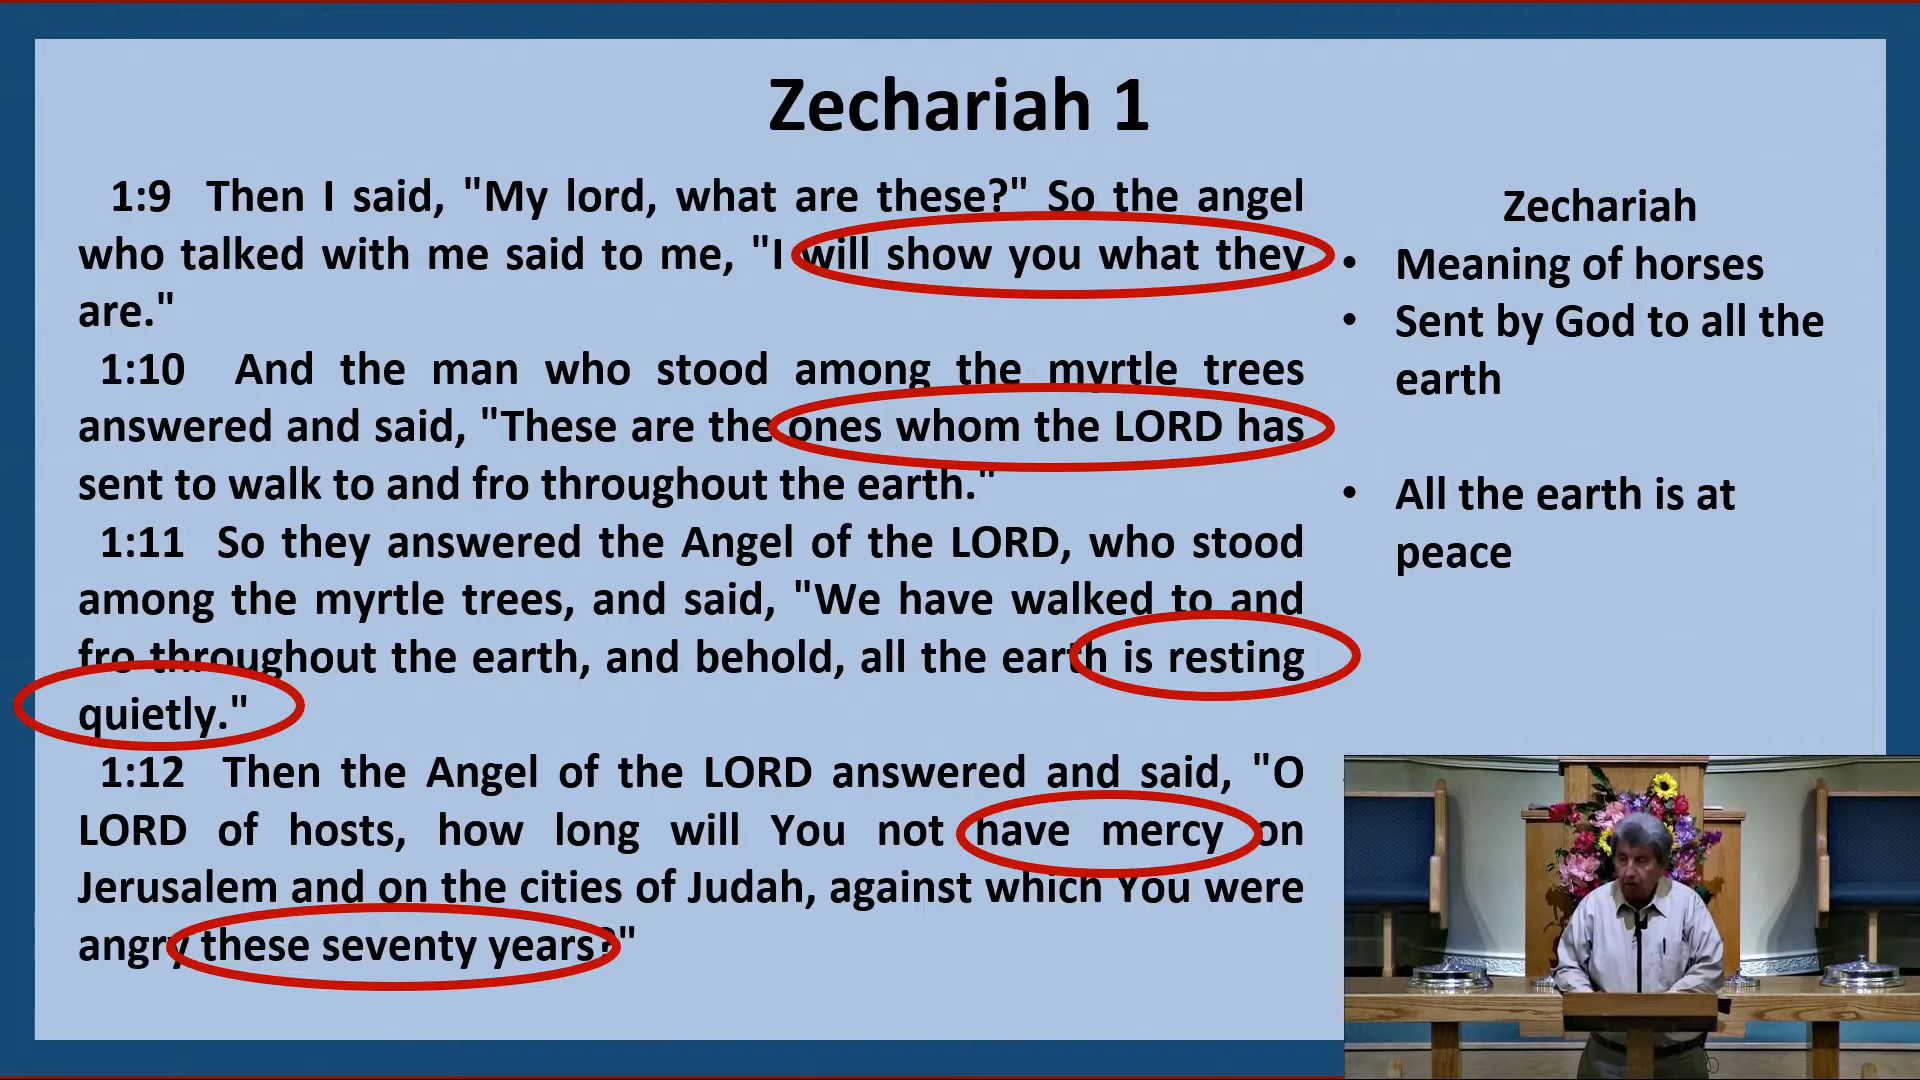 Zechariah 1
1:9 Then I said, "My lord, what are these?" So the angel
who talked with me said to me, "I will show you what they
are."
1:10 And the man who stood among the myrtle trees
answered and said, "These are the ones whom the LORD has
sent to walk to and fro throughout the earth."
1:11 So they answered the Angel of the LORD, who stood
among the myrtle trees, and said, "We have walked to and
fro throughout the earth, and behold, all the earth is resting
quietly."
1:12 Then the Angel of the LORD answered and said, "O
LORD of hosts, how long will You not have mercy on
Jerusalem and on the cities of Judah, against which You were
angry these seventy years?"
Zechariah
• Meaning of horses
• Sent by God to all the
earth
• All the earth is at
peace